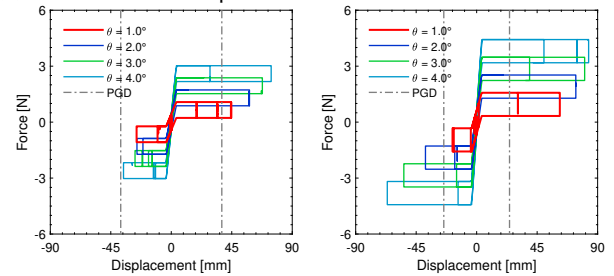 6
3
0
-3
-6
Force [N]
θ = 1.0°
θ = 2.0°
θ = 3.0°
θ = 4.0°
PGD
-90 -45 0 45 90
Displacement [mm]
6
3
0
-3
-6
Force [N]
θ = 1.0°
θ = 2.0°
θ = 3.0°
θ = 4.0°
PGD
-90 -45 0 45 90
Displacement [mm]